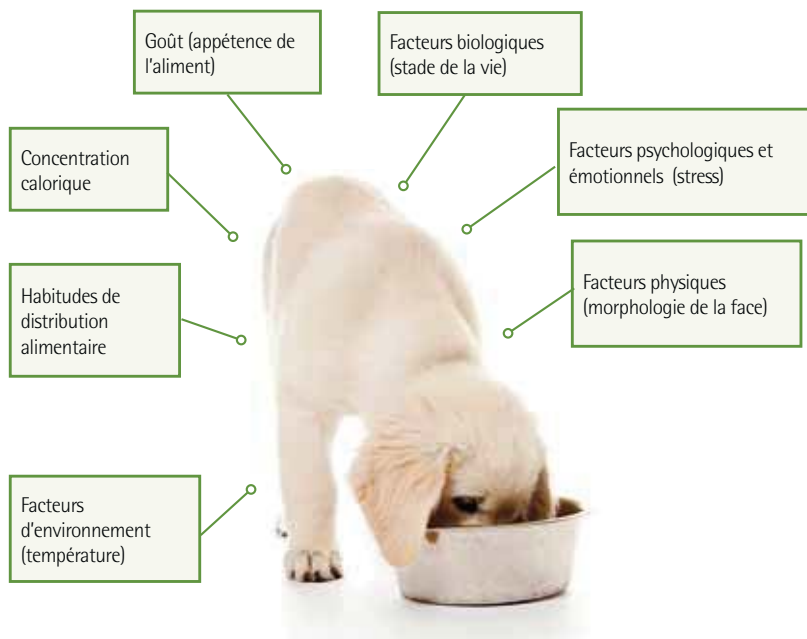 Goût (appétence de
l'aliment)
Facteurs biologiques
(stade de la vie)
Concentration
calorique
Facteurs psychologiques et
émotionnels (stress)
Habitudes de
distribution
alimentaire
Facteurs physiques
(morphologie de la face)
Facteurs
d'environnement
(température)